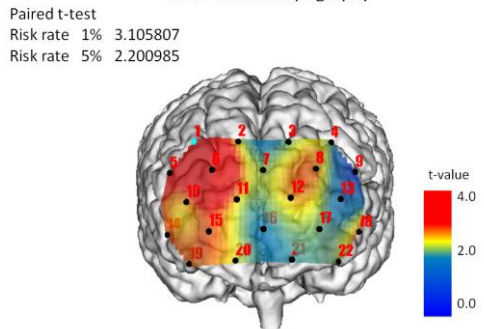 Paired t-test
Risk rate 1% 3.105807
Risk rate 5% 2.200985
1 2 3 4
5 6 7 8 9
10 11 12 13
14 15 16 17 18
19 20 21 22
t-value
4.0
2.0
0.0